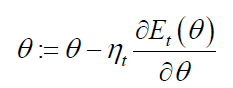 θ := θ − η_t ∂E_t(θ) / ∂θ